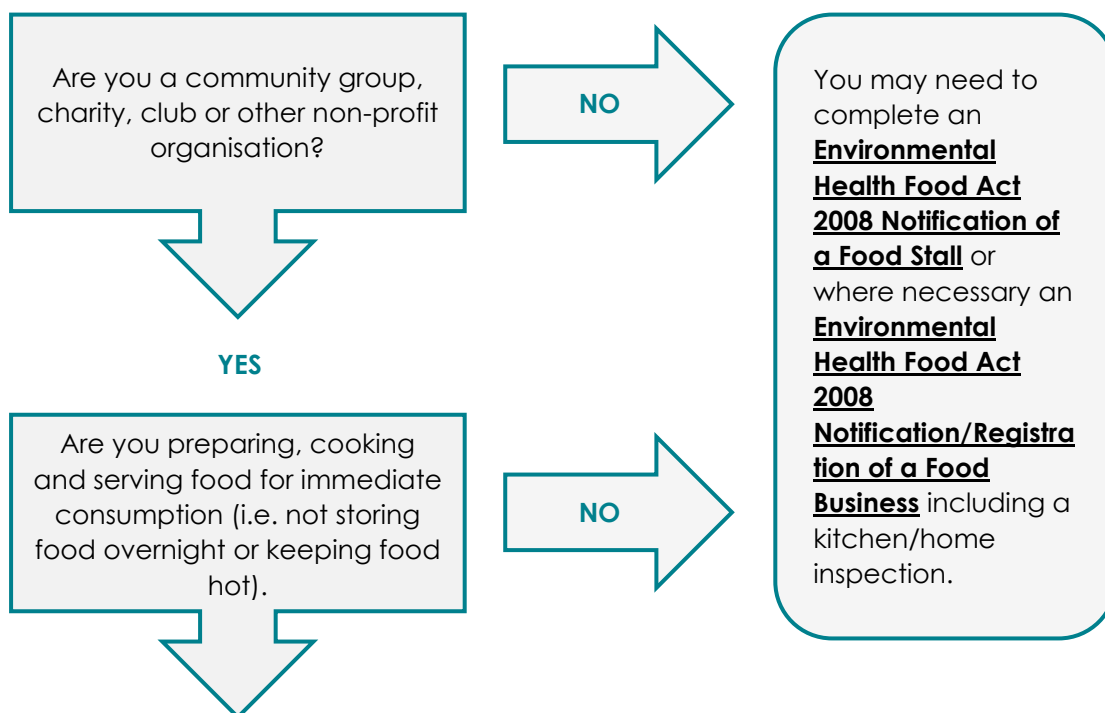 Are you a community group,
charity, club or other non-profit
organisation?
NO
You may need to
complete an
Environmental
Health Food Act
2008 Notification of
a Food Stall or
where necessary an
Environmental
Health Food Act
2008
Notification/Registra
tion of a Food
Business including a
kitchen/home
inspection.
YES
Are you preparing, cooking
and serving food for immediate
consumption (i.e. not storing
food overnight or keeping food
hot).
NO